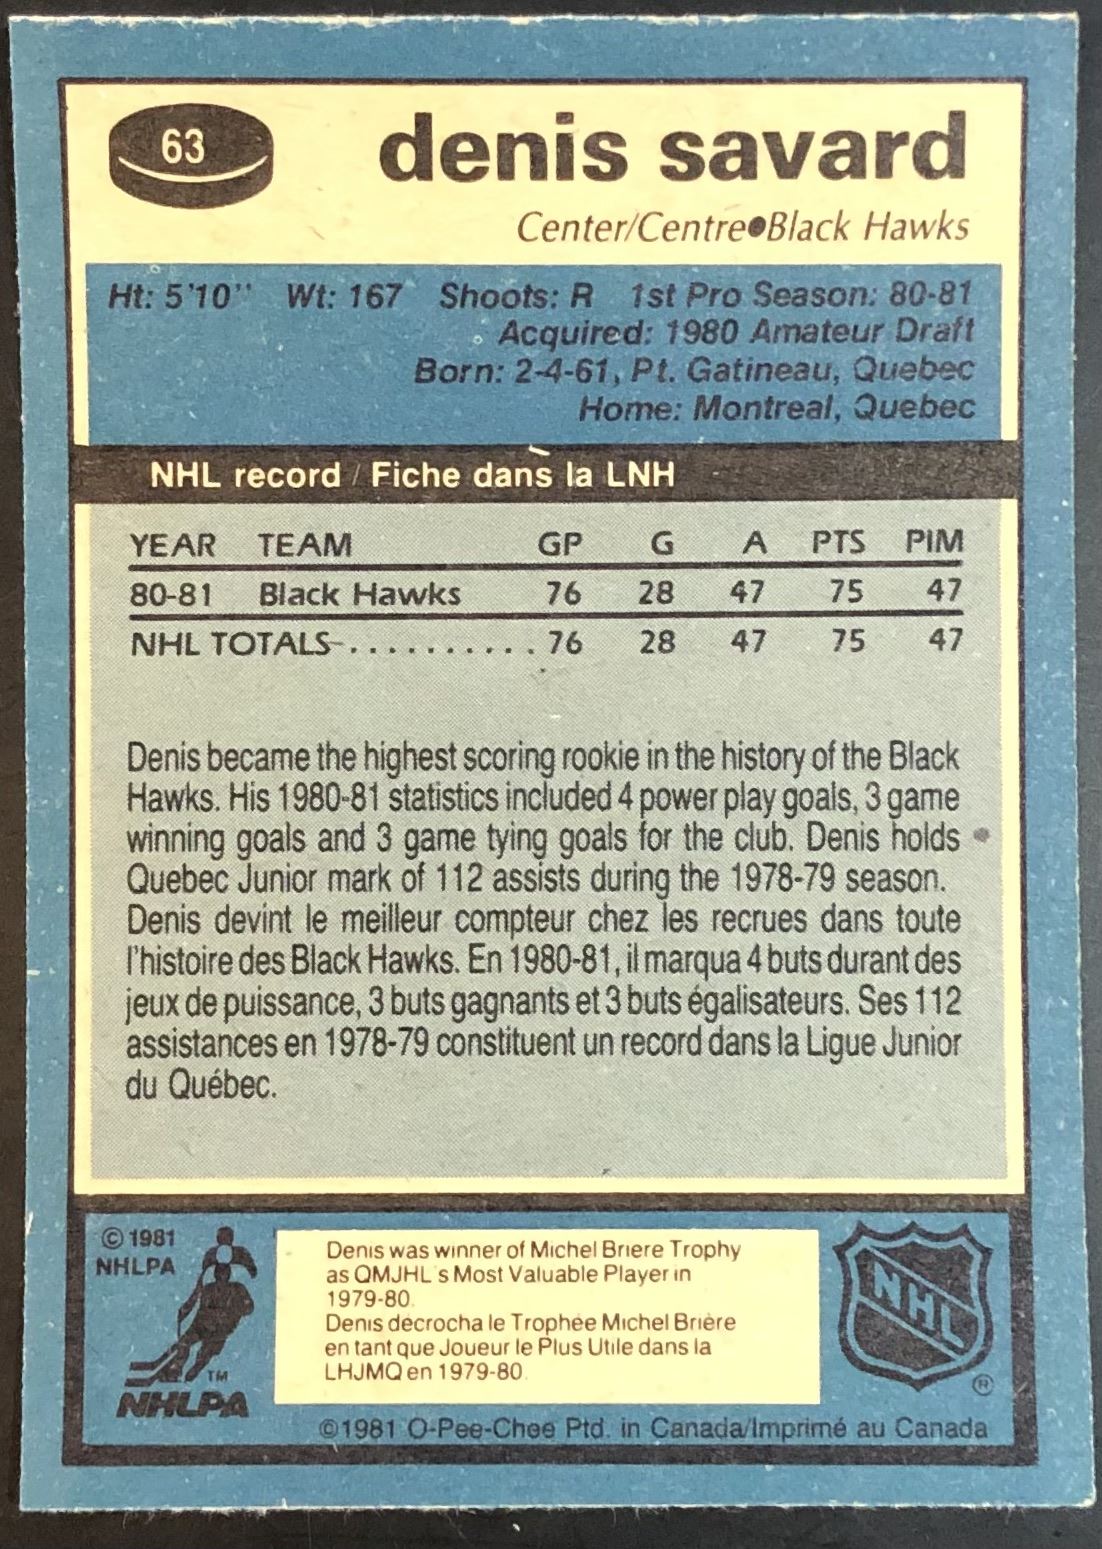 63
denis savard
Center/Centre●Black Hawks
Ht: 5'10" Wt: 167 Shoots: R 1st Pro Season: 80-81
Acquired: 1980 Amateur Draft
Born: 2-4-61, Pt. Gatineau, Quebec
Home: Montreal, Quebec
NHL record / Fiche dans la LNH
YEAR TEAM GP G A PTS PIM
80-81 Black Hawks 76 28 47 75 47
NHL TOTALS........... 76 28 47 75 47
Denis became the highest scoring rookie in the history of the Black
Hawks. His 1980-81 statistics included 4 power play goals, 3 game
winning goals and 3 game tying goals for the club. Denis holds
Quebec Junior mark of 112 assists during the 1978-79 season.
Denis devint le meilleur compteur chez les recrues dans toute
l'histoire des Black Hawks. En 1980-81, il marqua 4 buts durant des
jeux de puissance, 3 buts gagnants et 3 buts égalisateurs. Ses 112
assistances en 1978-79 constituent un record dans la Ligue Junior
du Québec.
© 1981
NHLPA
TM
NHLPA
Denis was winner of Michel Briere Trophy
as QMJHL's Most Valuable Player in
1979-80.
Denis décrocha le Trophée Michel Brière
en tant que Joueur le Plus Utile dans la
LHJMQ en 1979-80.
NHL
®
©1981 O-Pee-Chee Ptd. in Canada/Imprimé au Canada